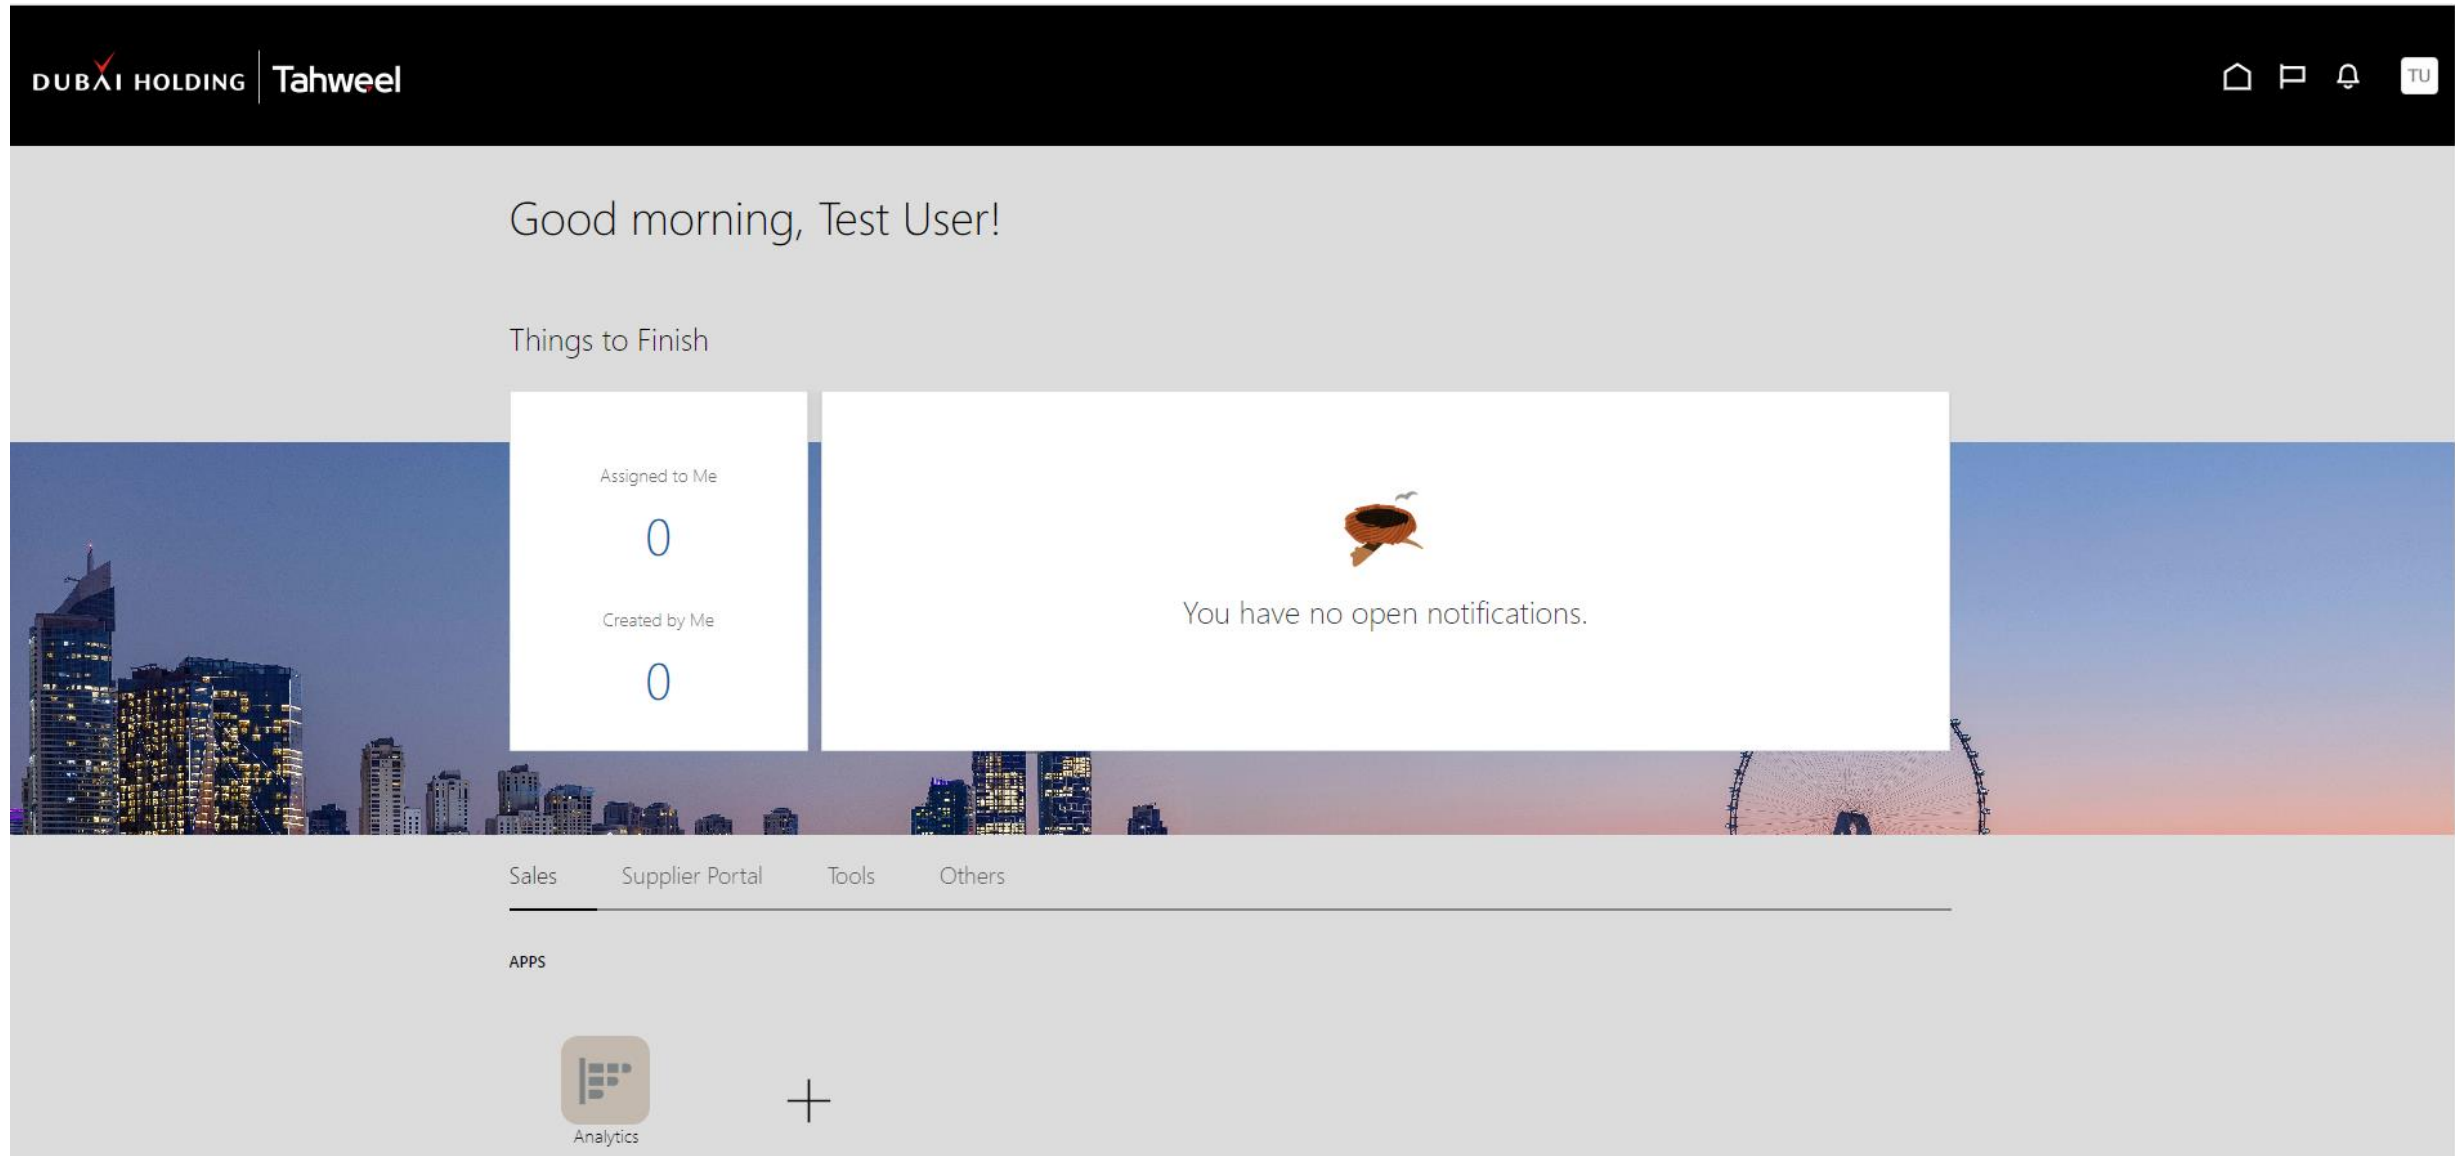 DUBAI HOLDING Tahweel
TU
Good morning, Test User!
Things to Finish
Assigned to Me
0
Created by Me
0
You have no open notifications.
Sales Supplier Portal Tools Others
APPS
Analytics